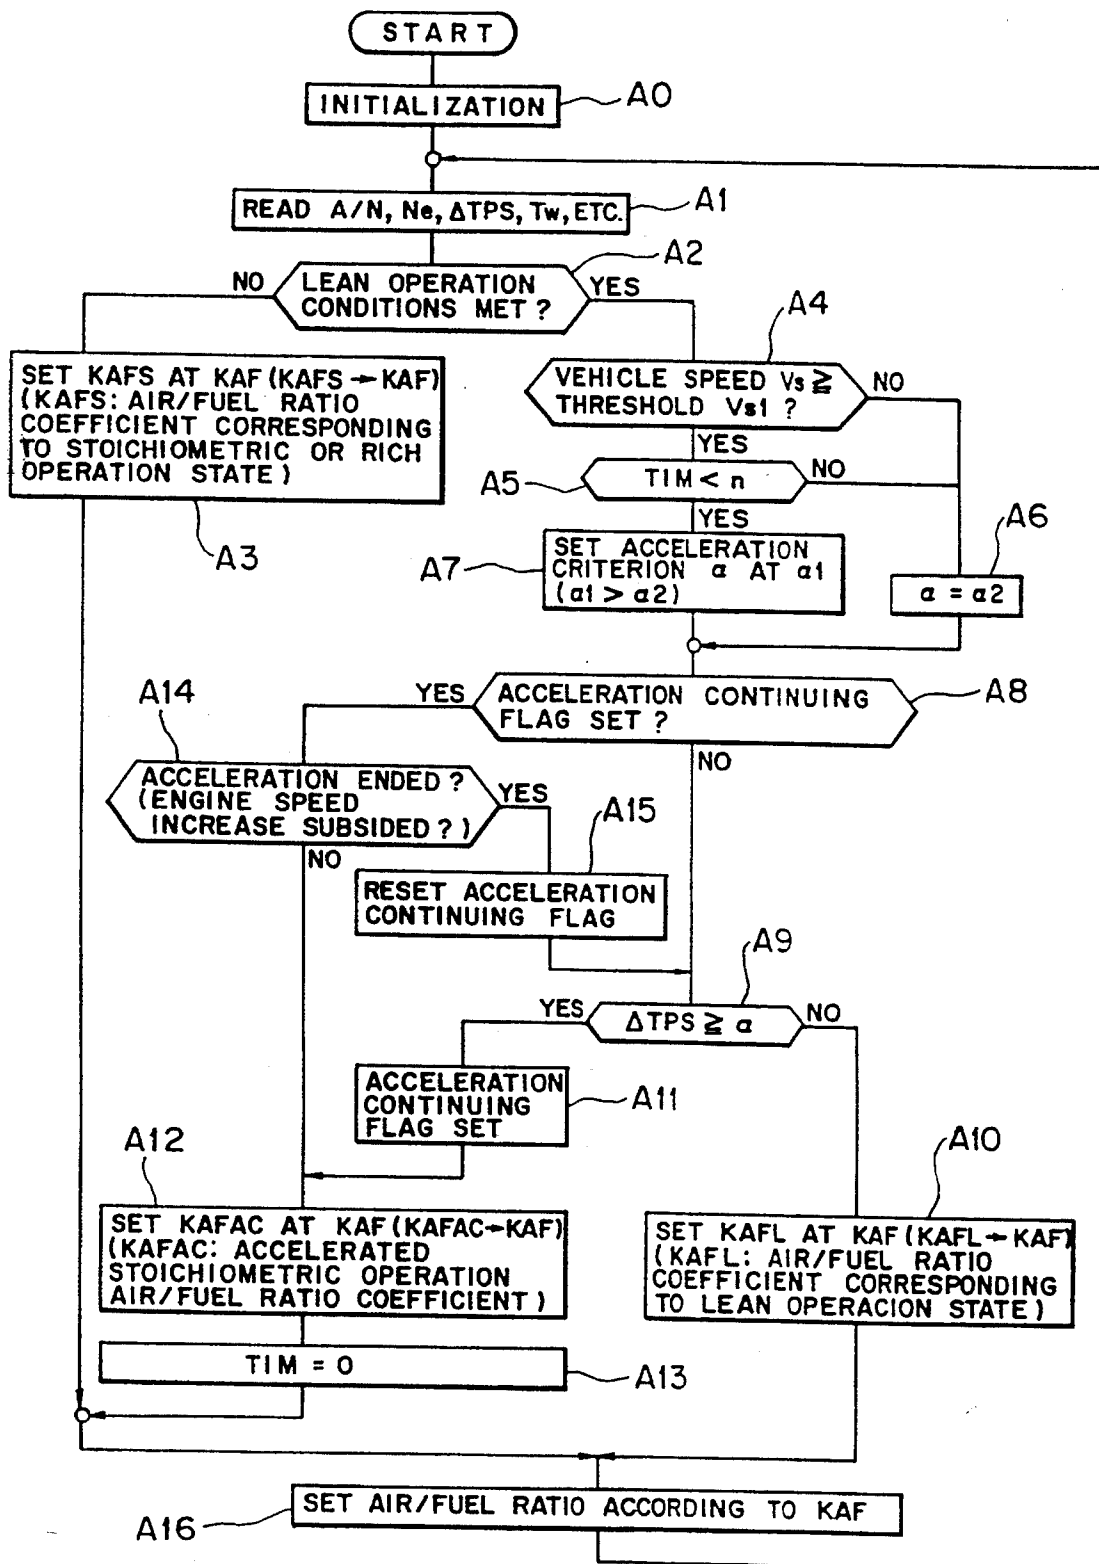 START
INITIALIZATION
A0
READ A/N, Ne, ΔTPS, Tw, ETC.
A1
A2
NO
LEAN OPERATION
CONDITIONS MET ?
YES
A4
SET KAFS AT KAF (KAFS→KAF)
(KAFS: AIR/FUEL RATIO
COEFFICIENT CORRESPONDING
TO STOICHIOMETRIC OR RICH
OPERATION STATE)
A3
VEHICLE SPEED Vs ≧
THRESHOLD Vs1 ?
NO
YES
A5
TIM < n
NO
YES
A6
A7
SET ACCELERATION
CRITERION α AT α1
(α1 > α2)
α = α2
A14
YES
ACCELERATION CONTINUING
FLAG SET ?
A8
NO
ACCELERATION ENDED ?
(ENGINE SPEED
INCREASE SUBSIDED ?)
YES
A15
NO
RESET ACCELERATION
CONTINUING FLAG
A9
YES
ΔTPS ≧ α
NO
ACCELERATION
CONTINUING
FLAG SET
A11
A12
A10
SET KAFAC AT KAF (KAFAC→KAF)
(KAFAC: ACCELERATED
STOICHIOMETRIC OPERATION
AIR/FUEL RATIO COEFFICIENT)
SET KAFL AT KAF (KAFL←KAF)
(KAFL: AIR/FUEL RATIO
COEFFICIENT CORRESPONDING
TO LEAN OPERACION STATE)
TIM = 0
A13
SET AIR/FUEL RATIO ACCORDING TO KAF
A16